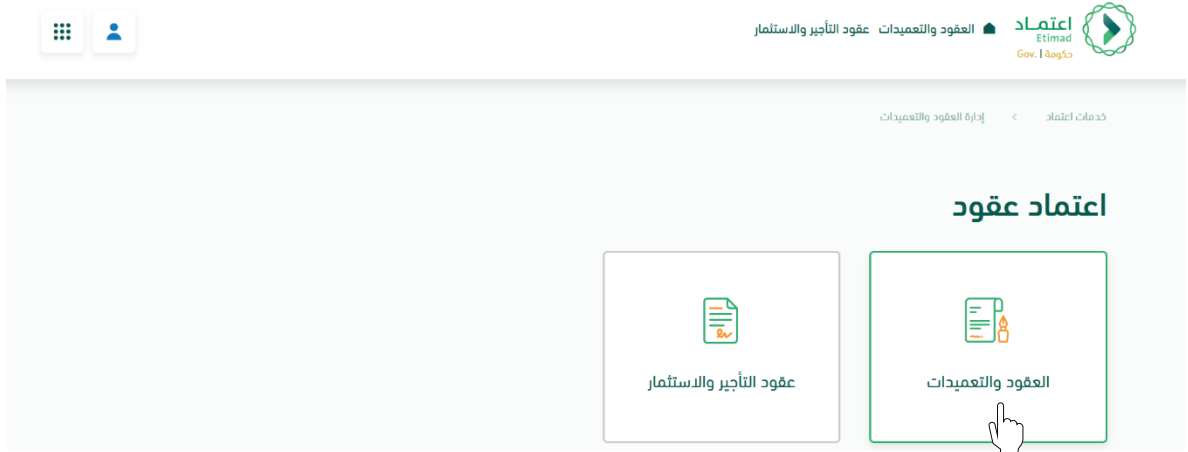 اعتمـاد
Etimad
حكومة | Gov.
العقود والتعميدات عقود التأجير والاستثمار
خدمات اعتماد > إدارة العقود والتعميدات
اعتماد عقود
العقود والتعميدات
عقود التأجير والاستثمار